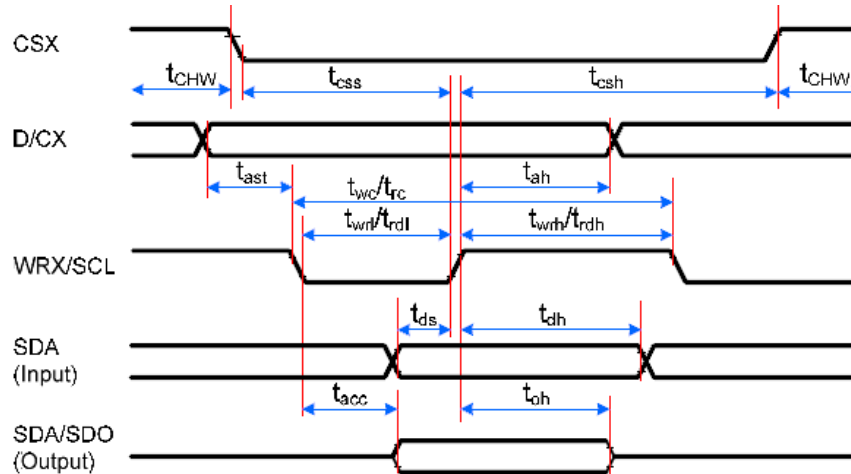 CSX
tCHW
tcss
tcsh
tCHW
D/CX
tast
twc/trc
tah
twrl/trdl
twrh/trdh
WRX/SCL
tds
tdh
SDA
(Input)
tacc
toh
SDA/SDO
(Output)